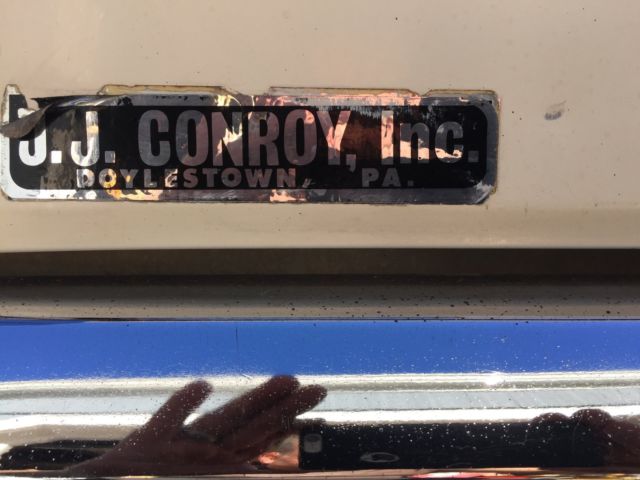 J.J. CONROY, Inc.
DOYLESTOWN, PA.